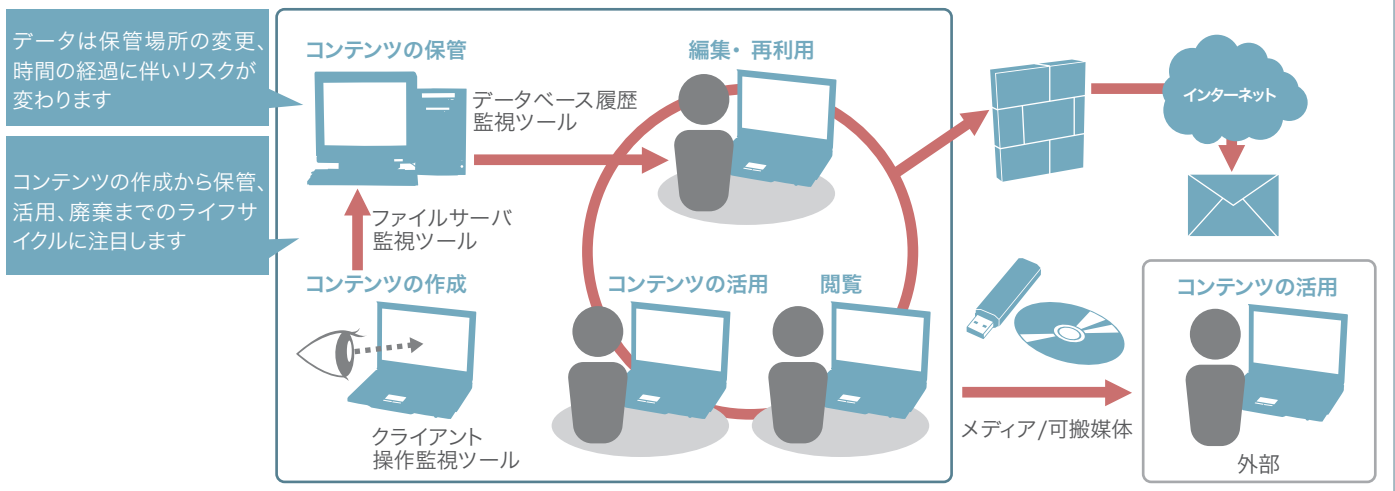 データは保管場所の変更、
時間の経過に伴いリスクが
変わります
コンテンツの作成から保管、
活用、廃棄までのライフサ
イクルに注目します
コンテンツの保管
データベース履歴
監視ツール
編集・再利用
ファイルサーバ
監視ツール
コンテンツの作成
クライアント
操作監視ツール
コンテンツの活用
閲覧
インターネット
メディア/可搬媒体
コンテンツの活用
外部